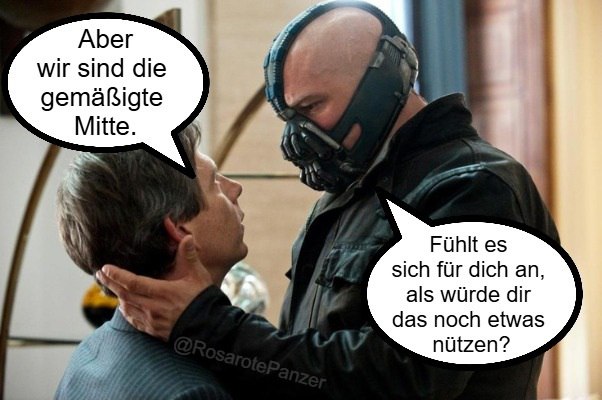 Aber
wir sind die
gemäßigte
Mitte.
Fühlt es
sich für dich an,
als würde dir
das noch etwas
nützen?
@RosarotePanzer